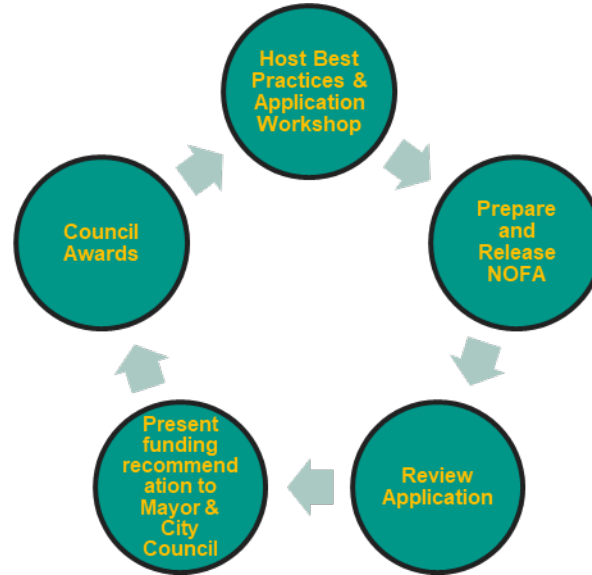 Host Best
Practices &
Application
Workshop
Prepare
and
Release
NOFA
Review
Application
Present
funding
recommend
ation to
Mayor &
City
Council
Council
Awards